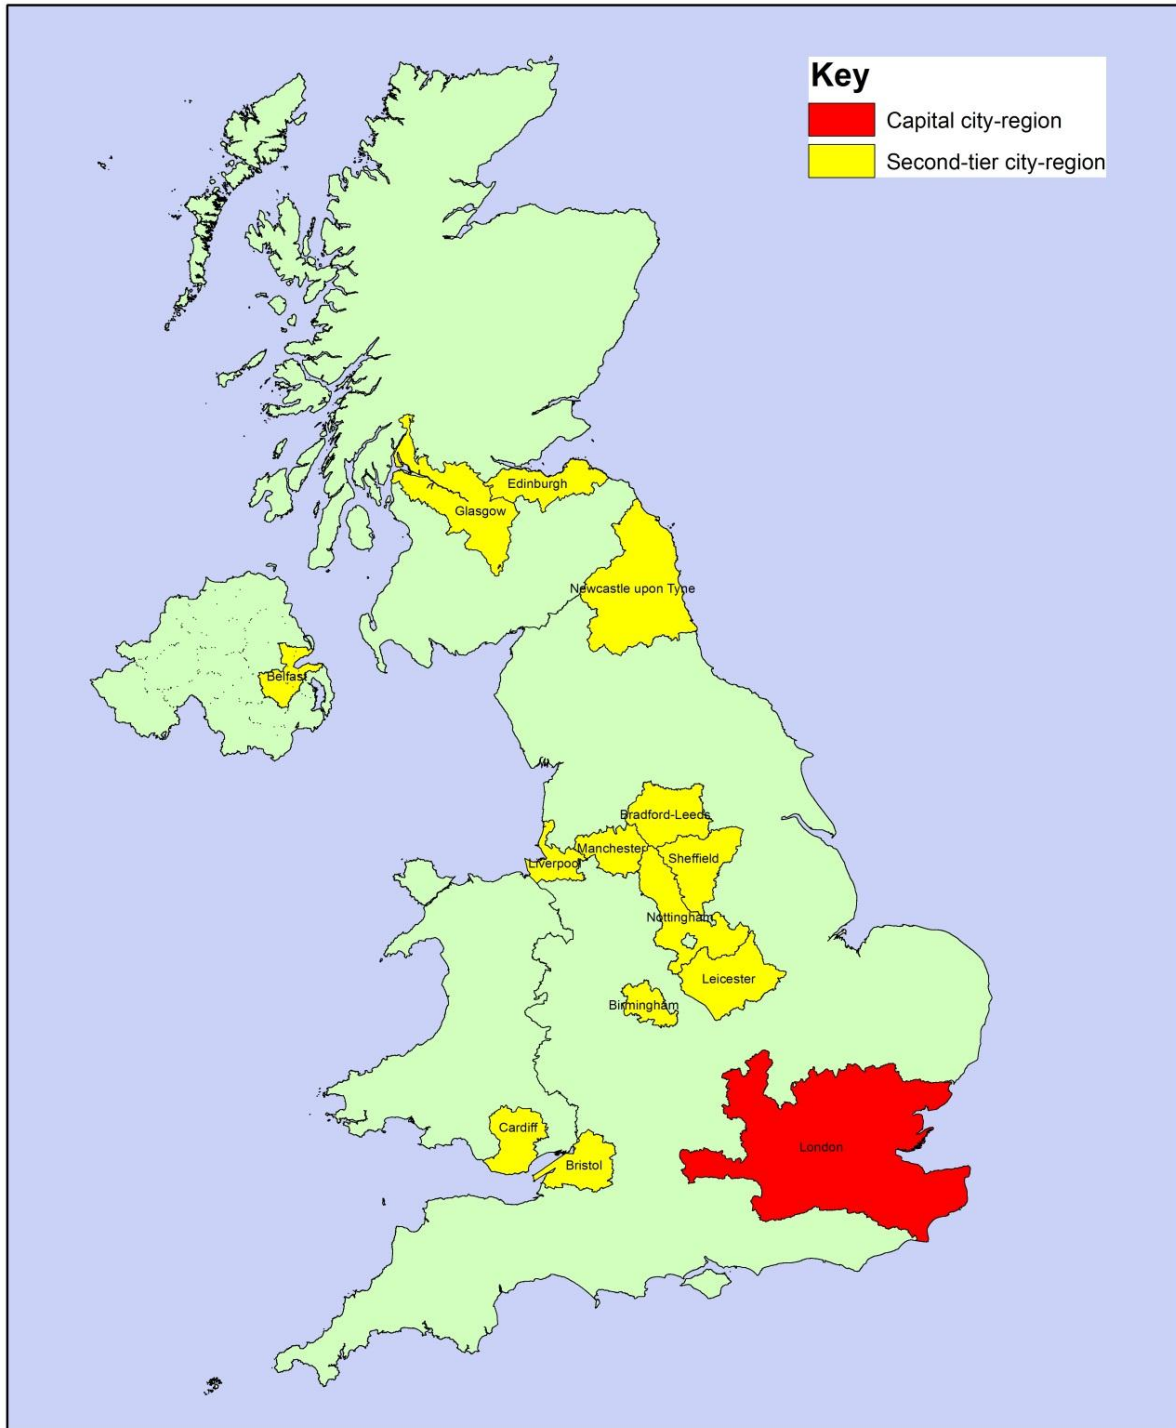 Key
Capital city-region
Second-tier city-region
Edinburgh
Glasgow
Newcastle upon Tyne
Belfast
Bradford-Leeds
Manchester
Sheffield
Liverpool
Nottingham
Leicester
Birmingham
Cardiff
London
Bristol